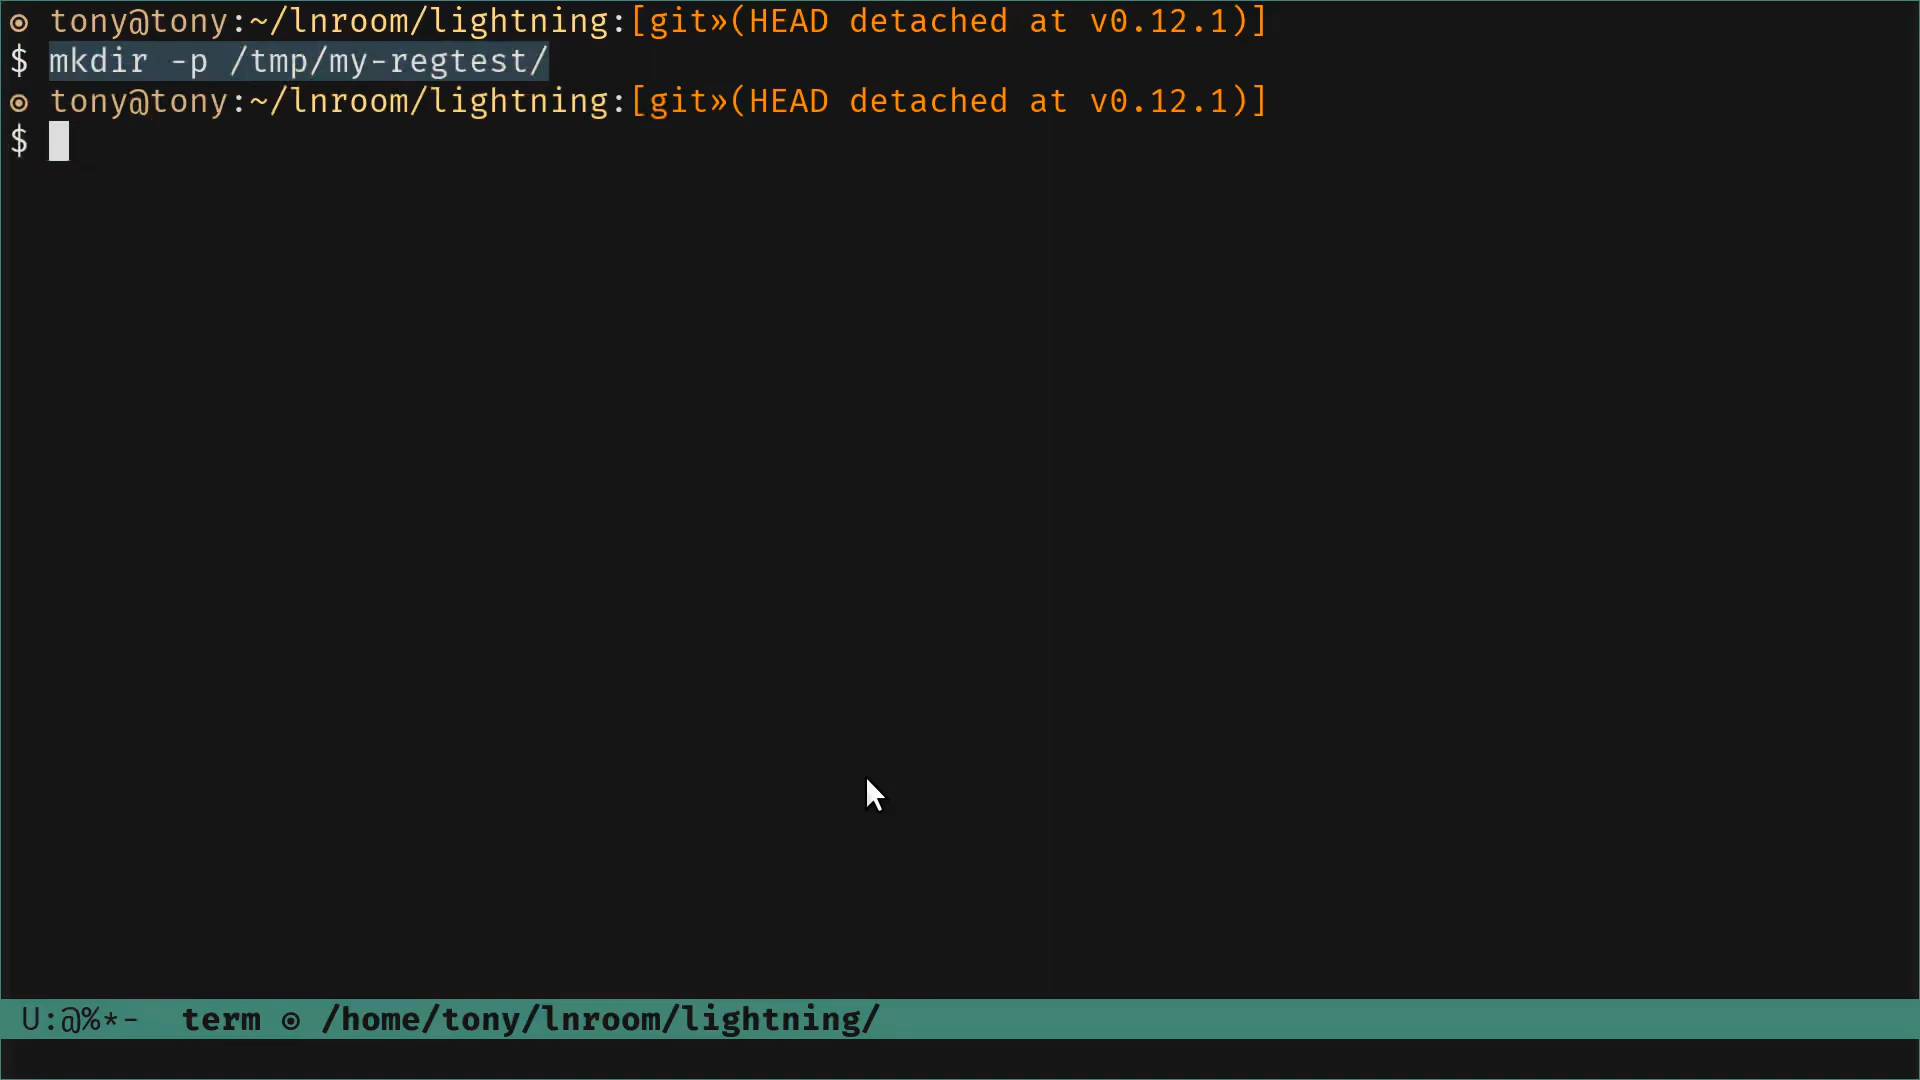 ⊙ tony@tony:~/lnroom/lightning:[git»(HEAD detached at v0.12.1)]
$ mkdir -p /tmp/my-regtest/
⊙ tony@tony:~/lnroom/lightning:[git»(HEAD detached at v0.12.1)]
$
U:@%*-  term ⊙ /home/tony/lnroom/lightning/